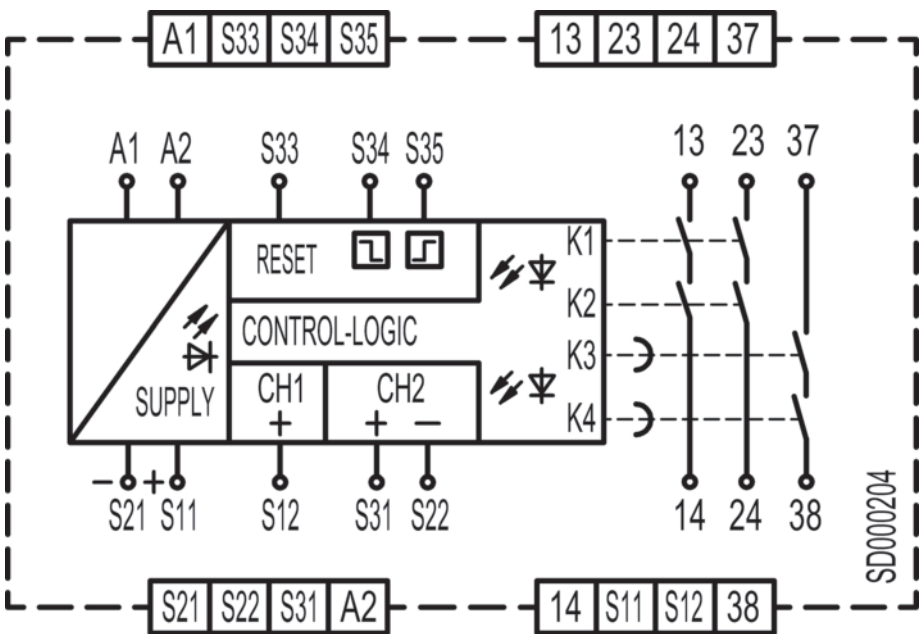 A1 S33 S34 S35 13 23 24 37
A1 A2 S33 S34 S35 13 23 37
RESET K1
K2
CONTROL-LOGIC
K3
SUPPLY CH1 CH2
+ + − K4
− +
S21 S11 S12 S31 S22 14 24 38
SD000204
S21 S22 S31 A2 14 S11 S12 38